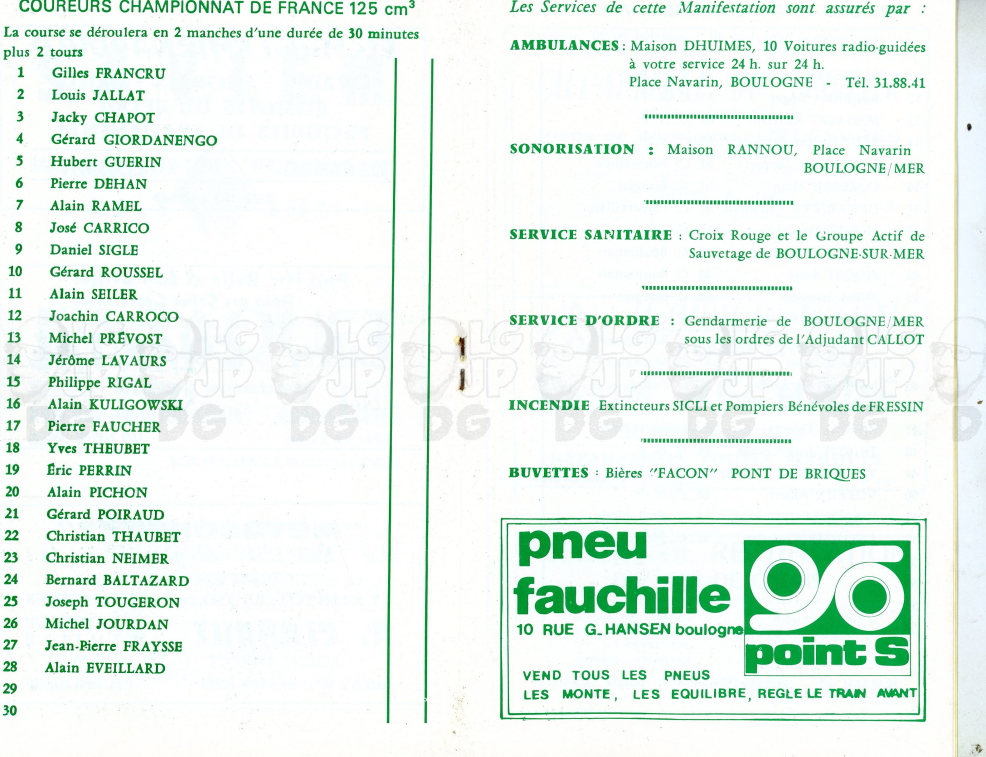 COUREURS CHAMPIONNAT DE FRANCE 125 cm³
La course se déroulera en 2 manches d'une durée de 30 minutes
plus 2 tours
1 Gilles FRANCRU
2 Louis JALLAT
3 Jacky CHAPOT
4 Gérard GIORDANENGO
5 Hubert GUERIN
6 Pierre DEHAN
7 Alain RAMEL
8 José CARRICO
9 Daniel SIGLE
10 Gérard ROUSSEL
11 Alain SEILER
12 Joachin CARROCO
13 Michel PRÉVOST
14 Jérôme LAVAURS
15 Philippe RIGAL
16 Alain KULIGOWSKI
17 Pierre FAUCHER
18 Yves THEUBET
19 Éric PERRIN
20 Alain PICHON
21 Gérard POIRAUD
22 Christian THAUBET
23 Christian NEIMER
24 Bernard BALTAZARD
25 Joseph TOUGERON
26 Michel JOURDAN
27 Jean-Pierre FRAYSSE
28 Alain EVEILLARD
29
30
Les Services de cette Manifestation sont assurés par :
AMBULANCES : Maison DHUIMES, 10 Voitures radio-guidées
à votre service 24 h. sur 24 h.
Place Navarin, BOULOGNE - Tél. 31.88.41
SONORISATION : Maison RANNOU, Place Navarin
BOULOGNE/MER
SERVICE SANITAIRE : Croix Rouge et le Groupe Actif de
Sauvetage de BOULOGNE-SUR-MER
SERVICE D'ORDRE : Gendarmerie de BOULOGNE/MER
sous les ordres de l'Adjudant CALLOT
INCENDIE Extincteurs SICLI et Pompiers Bénévoles de FRESSIN
BUVETTES : Bières "FACON" PONT DE BRIQUES
pneu
fauchille
10 RUE G_HANSEN boulogne
point S
VEND TOUS LES PNEUS
LES MONTE, LES EQUILIBRE, REGLE LE TRAIN AVANT
LG JP DG